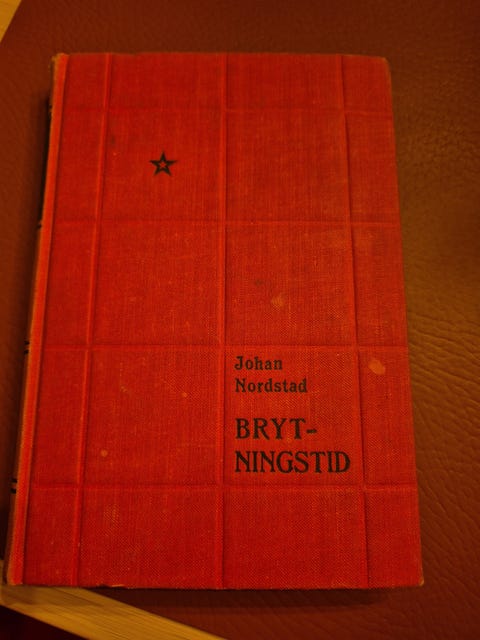 Johan
Nordstad
BRYT-
NINGSTID